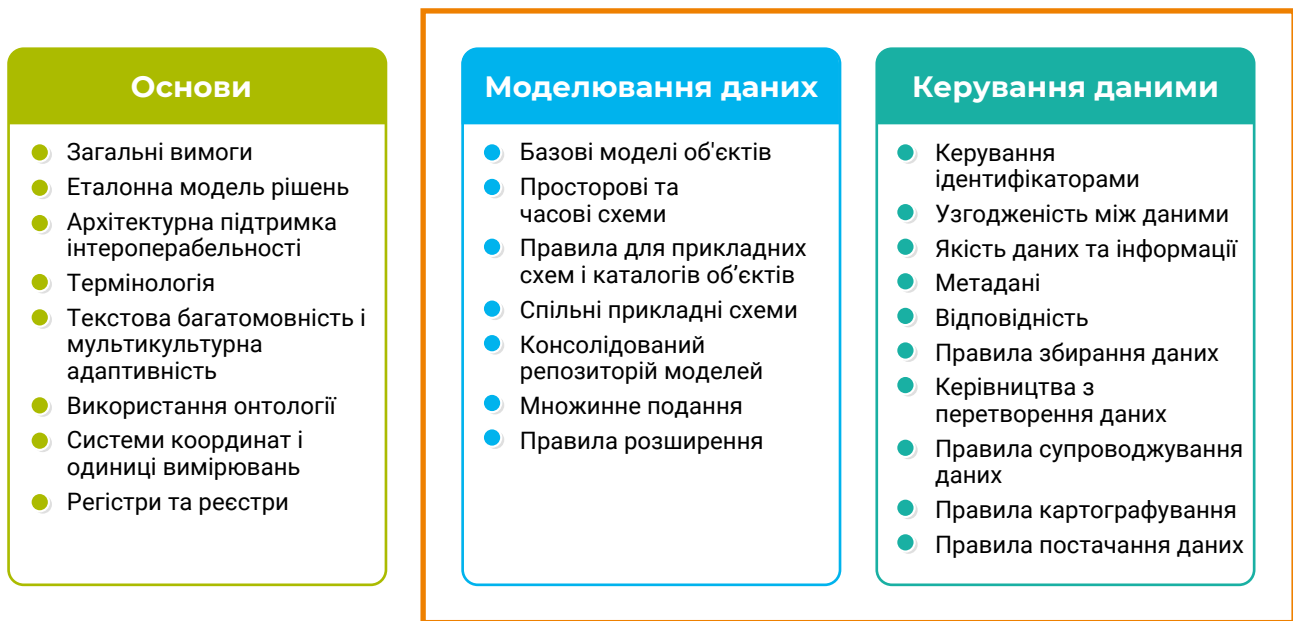 Основи
Загальні вимоги
Еталонна модель рішень
Архітектурна підтримка
інтероперабельності
Термінологія
Текстова багатомовність і
мультикультурна
адаптивність
Використання онтології
Системи координат і
одиниці вимірювань
Регістри та реєстри
Моделювання даних
Базові моделі об'єктів
Просторові та
часові схеми
Правила для прикладних
схем і каталогів об’єктів
Спільні прикладні схеми
Консолідований
репозиторій моделей
Множинне подання
Правила розширення
Керування даними
Керування
ідентифікаторами
Узгодженість між даними
Якість даних та інформації
Метадані
Відповідність
Правила збирання даних
Керівництва з
перетворення даних
Правила супроводжування
даних
Правила картографування
Правила постачання даних